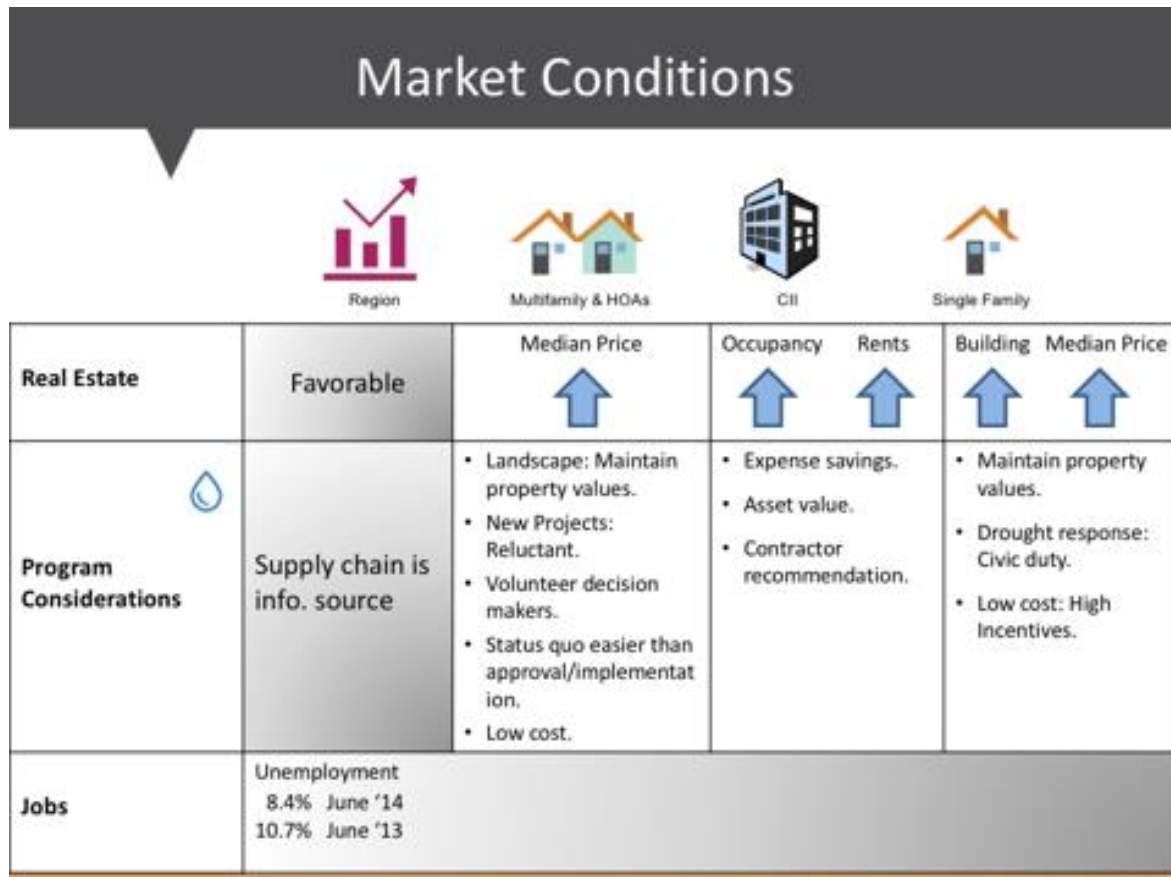 Market Conditions
Region
Multifamily & HOAs
CII
Single Family
Real Estate
Favorable
Median Price
Occupancy Rents
Building Median Price
Program
Considerations
Supply chain is
info. source
• Landscape: Maintain
property values.
• New Projects:
Reluctant.
• Volunteer decision
makers.
• Status quo easier than
approval/implementat
ion.
• Low cost.
• Expense savings.
• Asset value.
• Contractor
recommendation.
• Maintain property
values.
• Drought response:
Civic duty.
• Low cost: High
Incentives.
Jobs
Unemployment
8.4% June ‘14
10.7% June ‘13